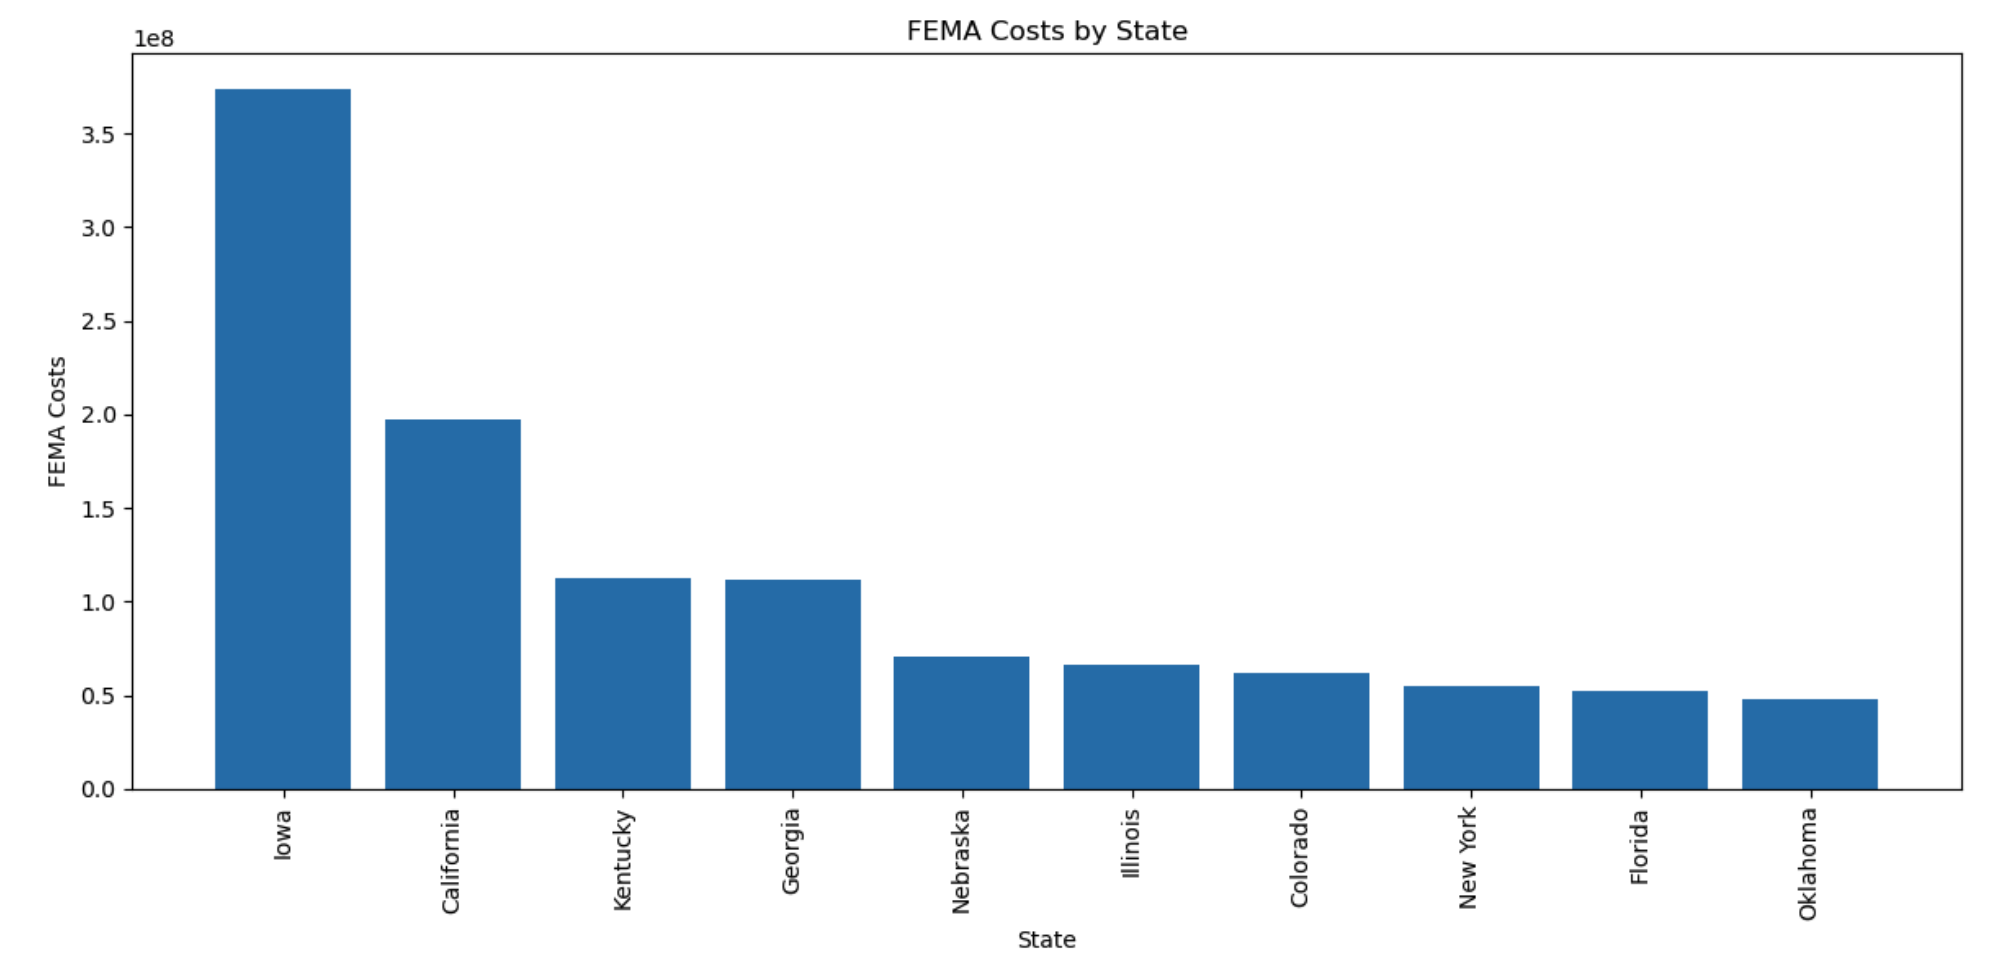 FEMA Costs by State
1e8
3.5
3.0
2.5
2.0
1.5
1.0
0.5
0.0
FEMA Costs
Iowa
California
Kentucky
Georgia
Nebraska
Illinois
Colorado
New York
Florida
Oklahoma
State